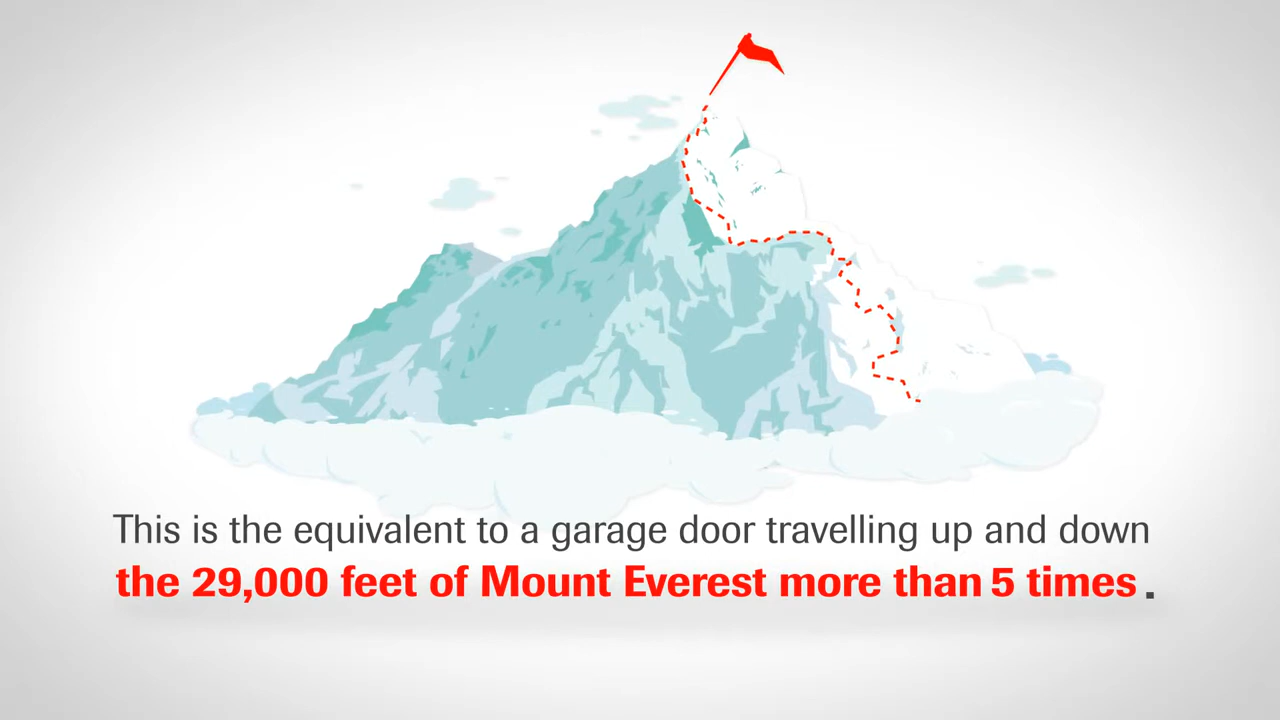 This is the equivalent to a garage door travelling up and down
the 29,000 feet of Mount Everest more than 5 times.